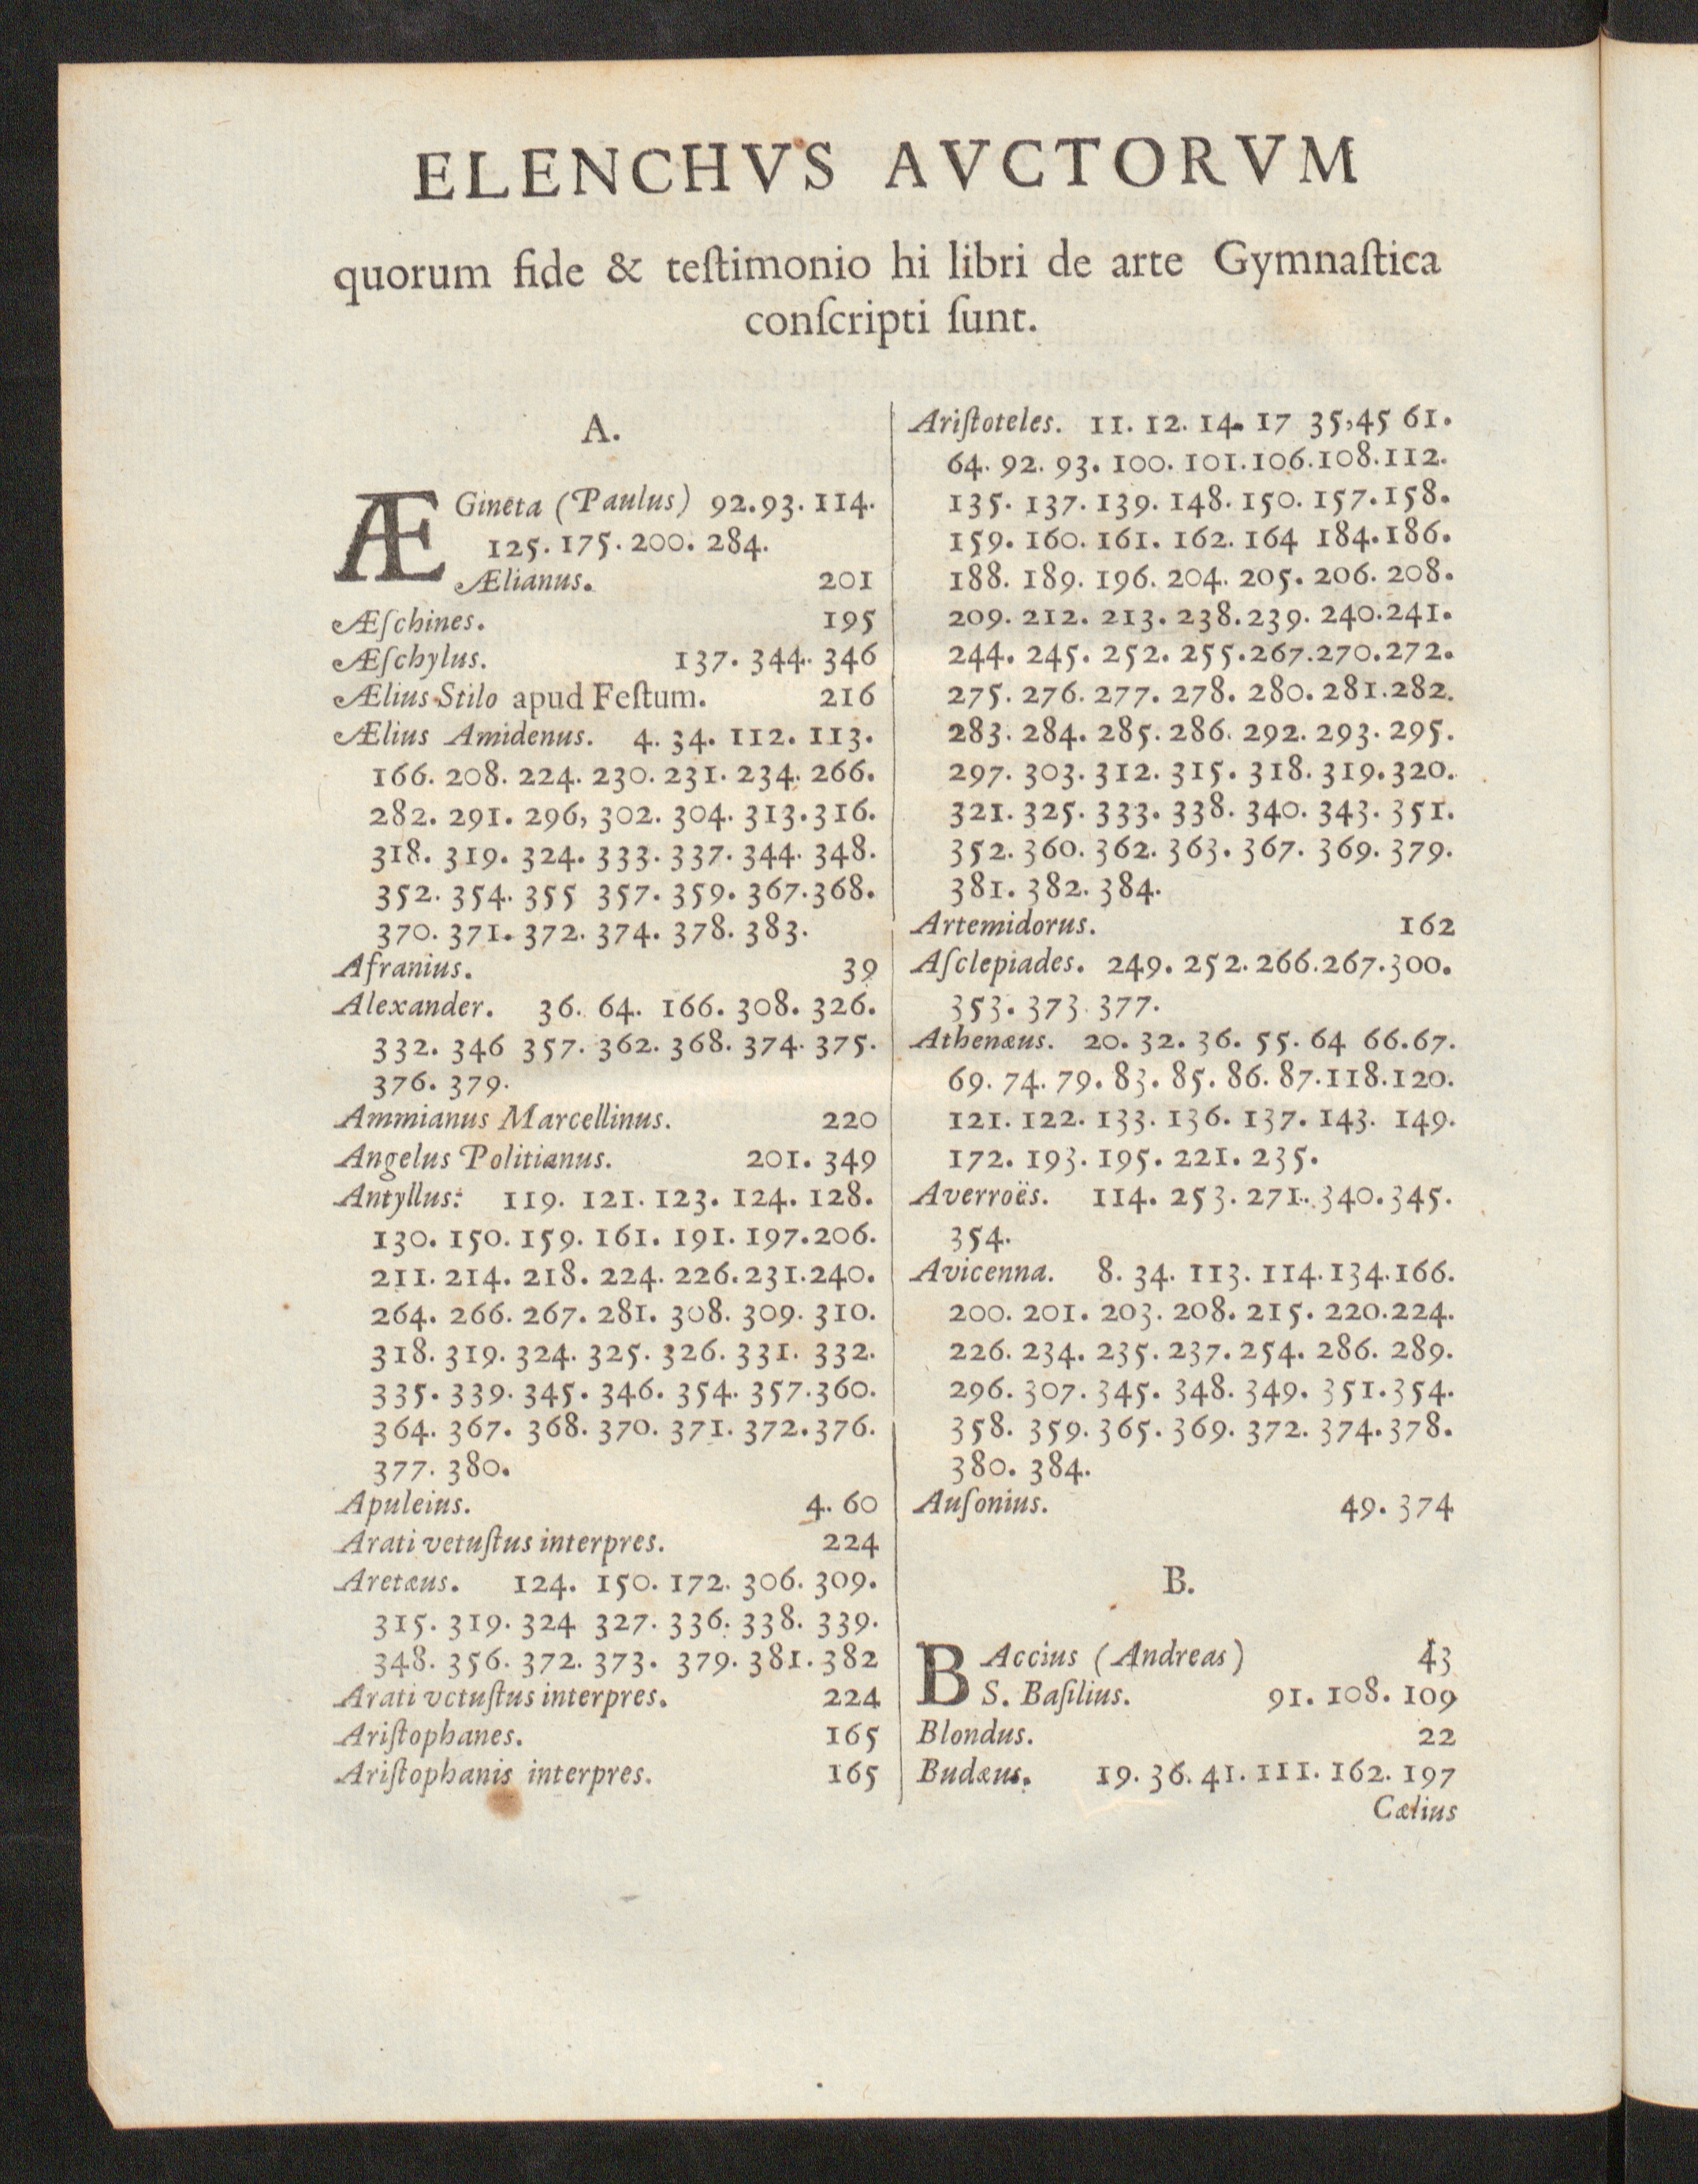 ELENCHVS AVCTORVM
quorum fide & teſtimonio hi libri de arte Gymnaſtica
conſcripti ſunt.
A.
ÆGineta (Paulus) 92.93. 114.
125. 175. 200. 284.
Ælianus. 201
Æſchines. 195
Æſchylus. 137. 344. 346
Ælius Stilo apud Feſtum. 216
Ælius Amidenus. 4. 34. 112. 113.
166. 208. 224. 230. 231. 234. 266.
282. 291. 296, 302. 304. 313. 316.
318. 319. 324. 333. 337. 344. 348.
352. 354. 355 357. 359. 367. 368.
370. 371. 372. 374. 378. 383.
Afranius. 39
Alexander. 36. 64. 166. 308. 326.
332. 346 357. 362. 368. 374. 375.
376. 379.
Ammianus Marcellinus. 220
Angelus Politianus. 201. 349
Antyllus: 119. 121. 123. 124. 128.
130. 150. 159. 161. 191. 197. 206.
211. 214. 218. 224. 226. 231. 240.
264. 266. 267. 281. 308. 309. 310.
318. 319. 324. 325. 326. 331. 332.
335. 339. 345. 346. 354. 357. 360.
364. 367. 368. 370. 371. 372. 376.
377. 380.
Apuleius. 4. 60
Arati vetuſtus interpres. 224
Aretæus. 124. 150. 172. 306. 309.
315. 319. 324 327. 336. 338. 339.
348. 356. 372. 373. 379. 381. 382
Arati vctuſtus interpres. 224
Ariſtophanes. 165
Ariſtophanis interpres. 165
Ariſtoteles. 11. 12. 14. 17 35,45 61.
64. 92. 93. 100. 101. 106. 108. 112.
135. 137. 139. 148. 150. 157. 158.
159. 160. 161. 162. 164 184. 186.
188. 189. 196. 204. 205. 206. 208.
209. 212. 213. 238. 239. 240. 241.
244. 245. 252. 255. 267. 270. 272.
275. 276. 277. 278. 280. 281. 282.
283. 284. 285. 286. 292. 293. 295.
297. 303. 312. 315. 318. 319. 320.
321. 325. 333. 338. 340. 343. 351.
352. 360. 362. 363. 367. 369. 379.
381. 382. 384.
Artemidorus. 162
Aſclepiades. 249. 252. 266. 267. 300.
353. 373 377.
Athenæus. 20. 32. 36. 55. 64 66. 67.
69. 74. 79. 83. 85. 86. 87. 118. 120.
121. 122. 133. 136. 137. 143. 149.
172. 193. 195. 221. 235.
Averroës. 114. 253. 271. 340. 345.
354.
Avicenna. 8. 34. 113. 114. 134. 166.
200. 201. 203. 208. 215. 220. 224.
226. 234. 235. 237. 254. 286. 289.
296. 307. 345. 348. 349. 351. 354.
358. 359. 365. 369. 372. 374. 378.
380. 384.
Auſonius. 49. 374
B.
BAccius (Andreas) 43
S. Baſilius. 91. 108. 109
Blondus. 22
Budæus. 19. 36. 41. 111. 162. 197
Cælius